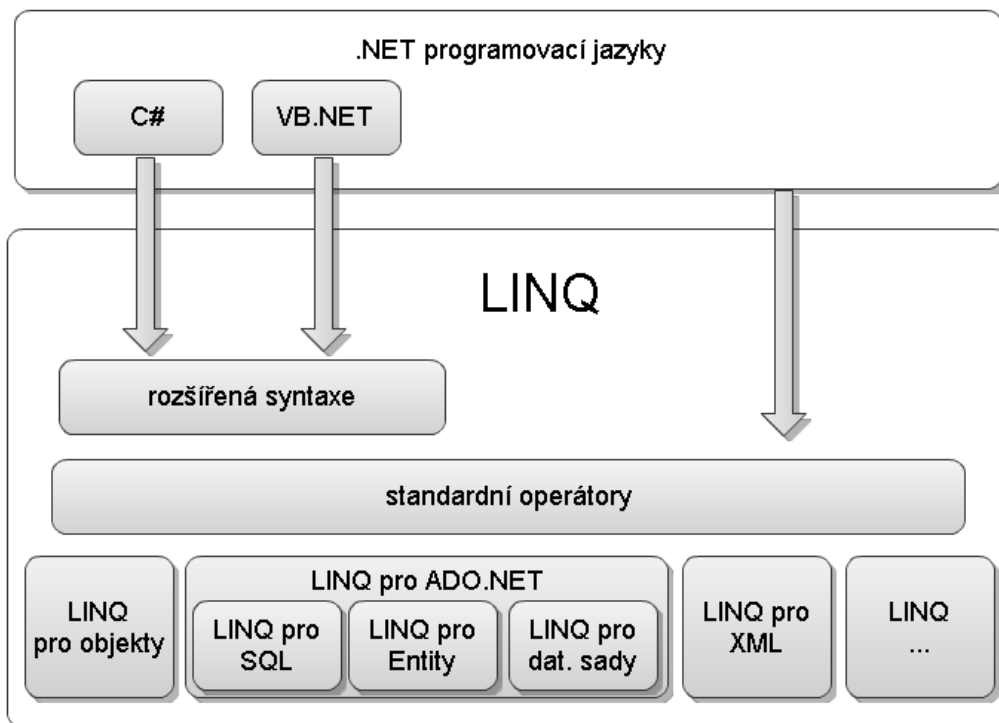 .NET programovací jazyky
C#
VB.NET
LINQ
rozšířená syntaxe
standardní operátory
LINQ
pro objekty
LINQ pro ADO.NET
LINQ pro
SQL
LINQ pro
Entity
LINQ pro
dat. sady
LINQ pro
XML
LINQ
...